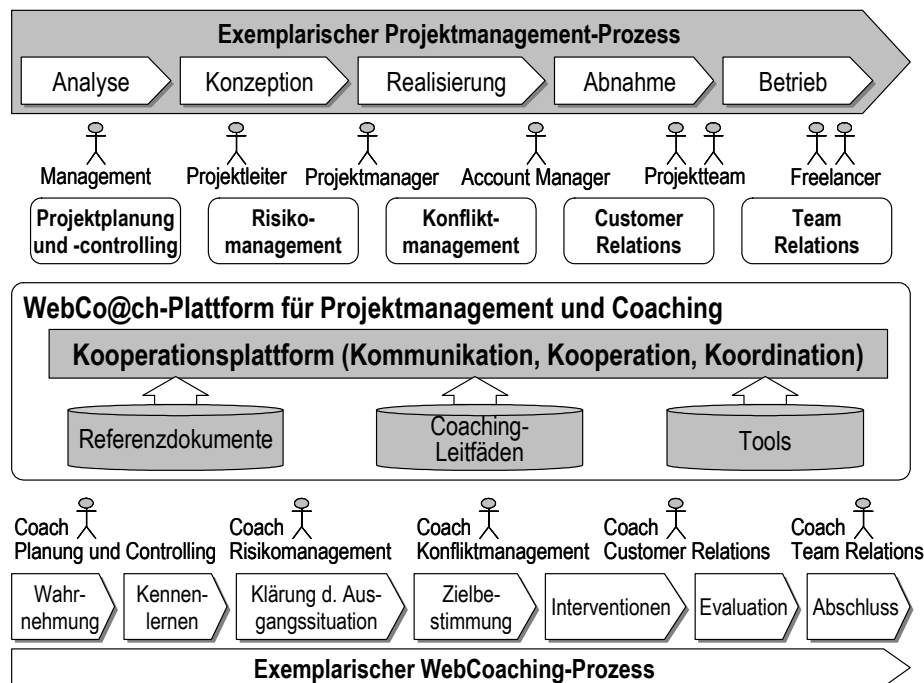 Exemplarischer Projektmanagement-Prozess
Analyse
Konzeption
Realisierung
Abnahme
Betrieb
Management
Projektleiter
Projektmanager
Account Manager
Projektteam
Freelancer
Projektplanung
und -controlling
Risiko-
management
Konflikt-
management
Customer
Relations
Team
Relations
WebCo@ch-Plattform für Projektmanagement und Coaching
Kooperationsplattform (Kommunikation, Kooperation, Koordination)
Referenzdokumente
Coaching-
Leitfäden
Tools
Coach
Planung und Controlling
Coach
Risikomanagement
Coach
Konfliktmanagement
Coach
Customer Relations
Coach
Team Relations
Wahr-
nehmung
Kennen-
lernen
Klärung d. Aus-
gangssituation
Zielbe-
stimmung
Interventionen
Evaluation
Abschluss
Exemplarischer WebCoaching-Prozess